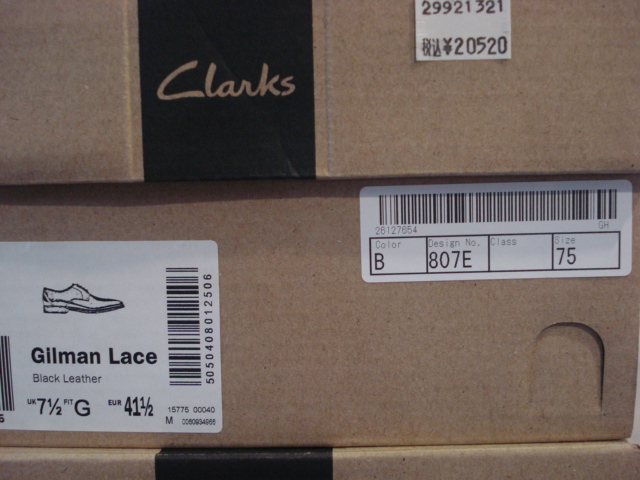 29921321
税込¥20520
Clarks
26127654 GH
Color Design No. Class Size
B 807E 75
Gilman Lace
Black Leather
UK 7½ FIT G EUR 41½
15775 00040
M 0060934966
5050408012506